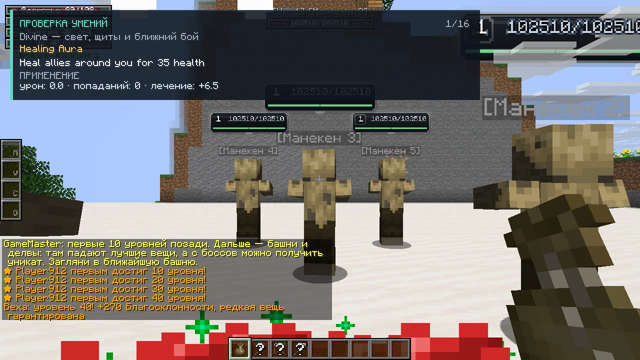 ПРОВЕРКА УМЕНИЙ
1/16
Divine — свет, щиты и ближний бой
Healing Aura
Heal allies around you for 35 health
ПРИМЕНЕНИЕ
урон: 0.0 · попаданий: 0 · лечение: +6.5
1 102510/102510
1 102510/102510
1 102510/102510
1 102510/102510
[Манекен 3]
[Манекен 4]
[Манекен 5]
GameMaster: первые 10 уровней позади. Дальше — башни и
делвы: там падают лучшие вещи, а с боссов можно получить
уникат. Загляни в ближайшую башню.
★ Player912 первым достиг 10 уровня!
★ Player912 первым достиг 20 уровня!
★ Player912 первым достиг 30 уровня!
★ Player912 первым достиг 40 уровня!
Веха: уровень 40! +270 Благосклонности, редкая вещь
гарантирована
? ? ?